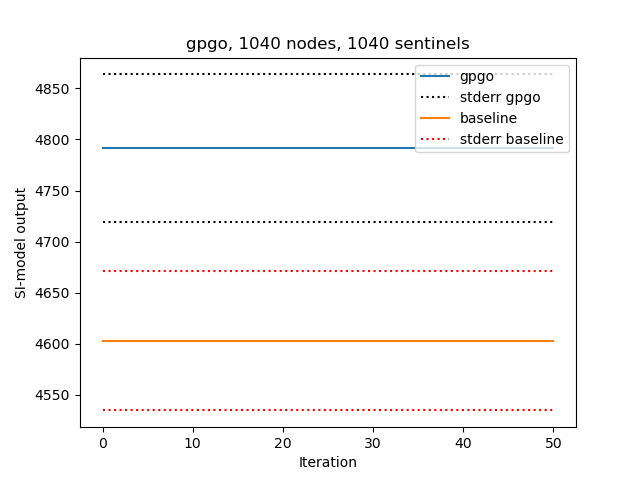 gpgo, 1040 nodes, 1040 sentinels
gpgo
stderr gpgo
baseline
stderr baseline
SI-model output
4850
4800
4750
4700
4650
4600
4550
0 10 20 30 40 50
Iteration